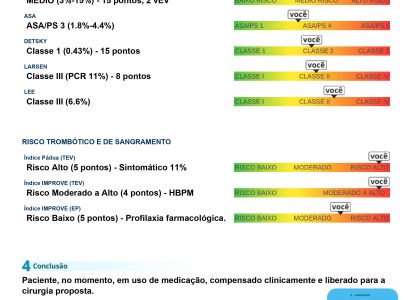 MÉDIO (3%-15%) - 15 pontos, 2 VEV
BAIXO RISCO MÉDIO RISCO ALTO RISCO
ASA
você
ASA/PS 3 (1.8%-4.4%)
ASA/PS 1 ASA/PS 4 ASA/PS 5
DETSKY
você
Classe 1 (0.43%) - 15 pontos
CLASSE 1 CLASSE 2 CLASSE 3
LARSEN
você
Classe III (PCR 11%) - 8 pontos
CLASSE I CLASSE II CLASSE IV
LEE
você
Classe III (6.6%)
CLASSE I CLASSE II CLASSE IV
RISCO TROMBÓTICO E DE SANGRAMENTO
Índice Pádua (TEV)
você
Risco Alto (5 pontos) - Sintomático 11%
RISCO BAIXO MODERADO RISCO ALTO
Índice IMPROVE (TEV)
você
Risco Moderado a Alto (4 pontos) - HBPM
RISCO BAIXO MODERADO A ALTO
Índice IMPROVE (EP)
você
Risco Baixo (5 pontos) - Profilaxia farmacológica.
RISCO BAIXO RISCO ALTO
4 Conclusão
Paciente, no momento, em uso de medicação, compensado clinicamente e liberado para a
cirurgia proposta.